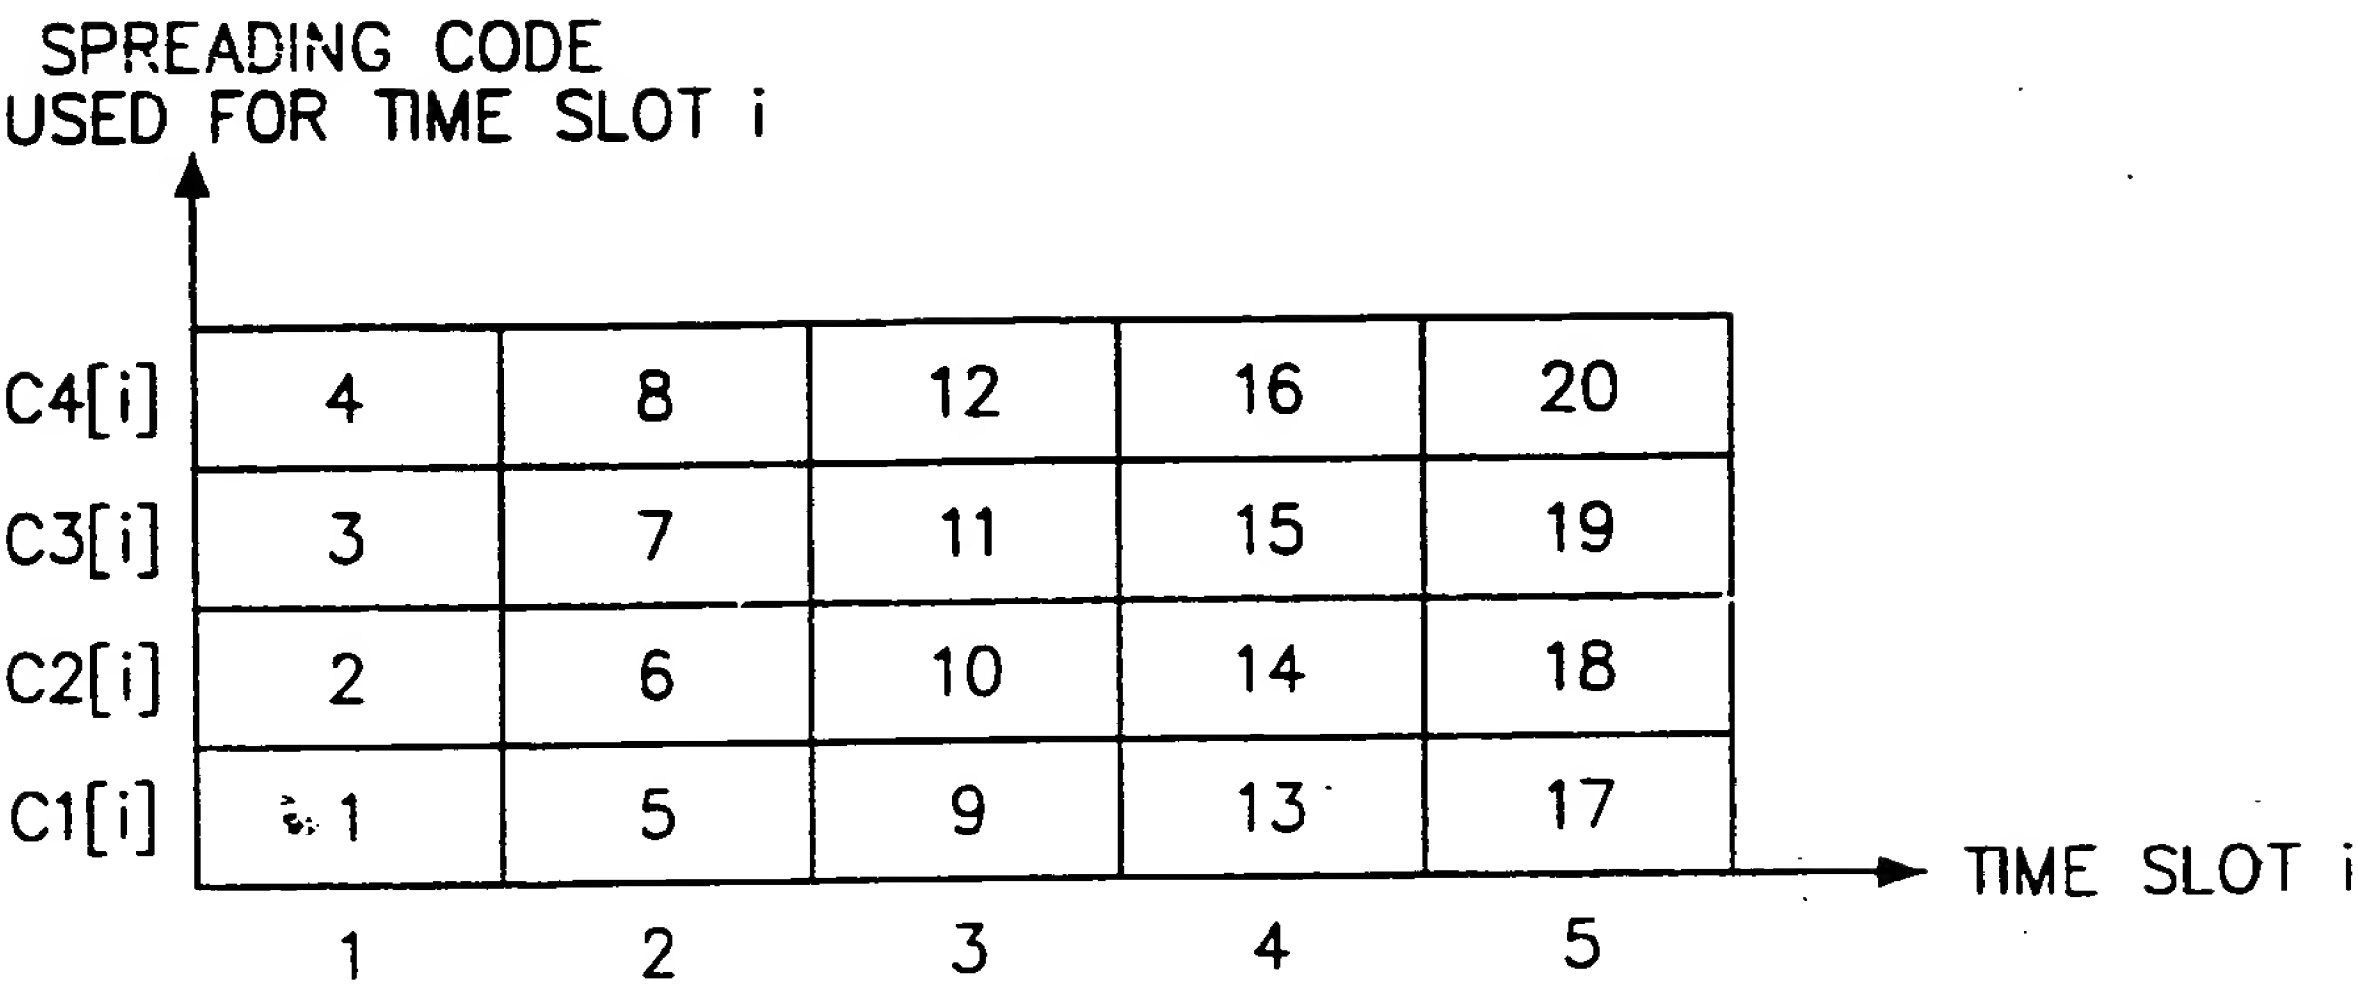 SPREADING CODE
USED FOR TIME SLOT i
C4[i] 4 8 12 16 20
C3[i] 3 7 11 15 19
C2[i] 2 6 10 14 18
C1[i] 1 5 9 13 17
TIME SLOT i
1 2 3 4 5